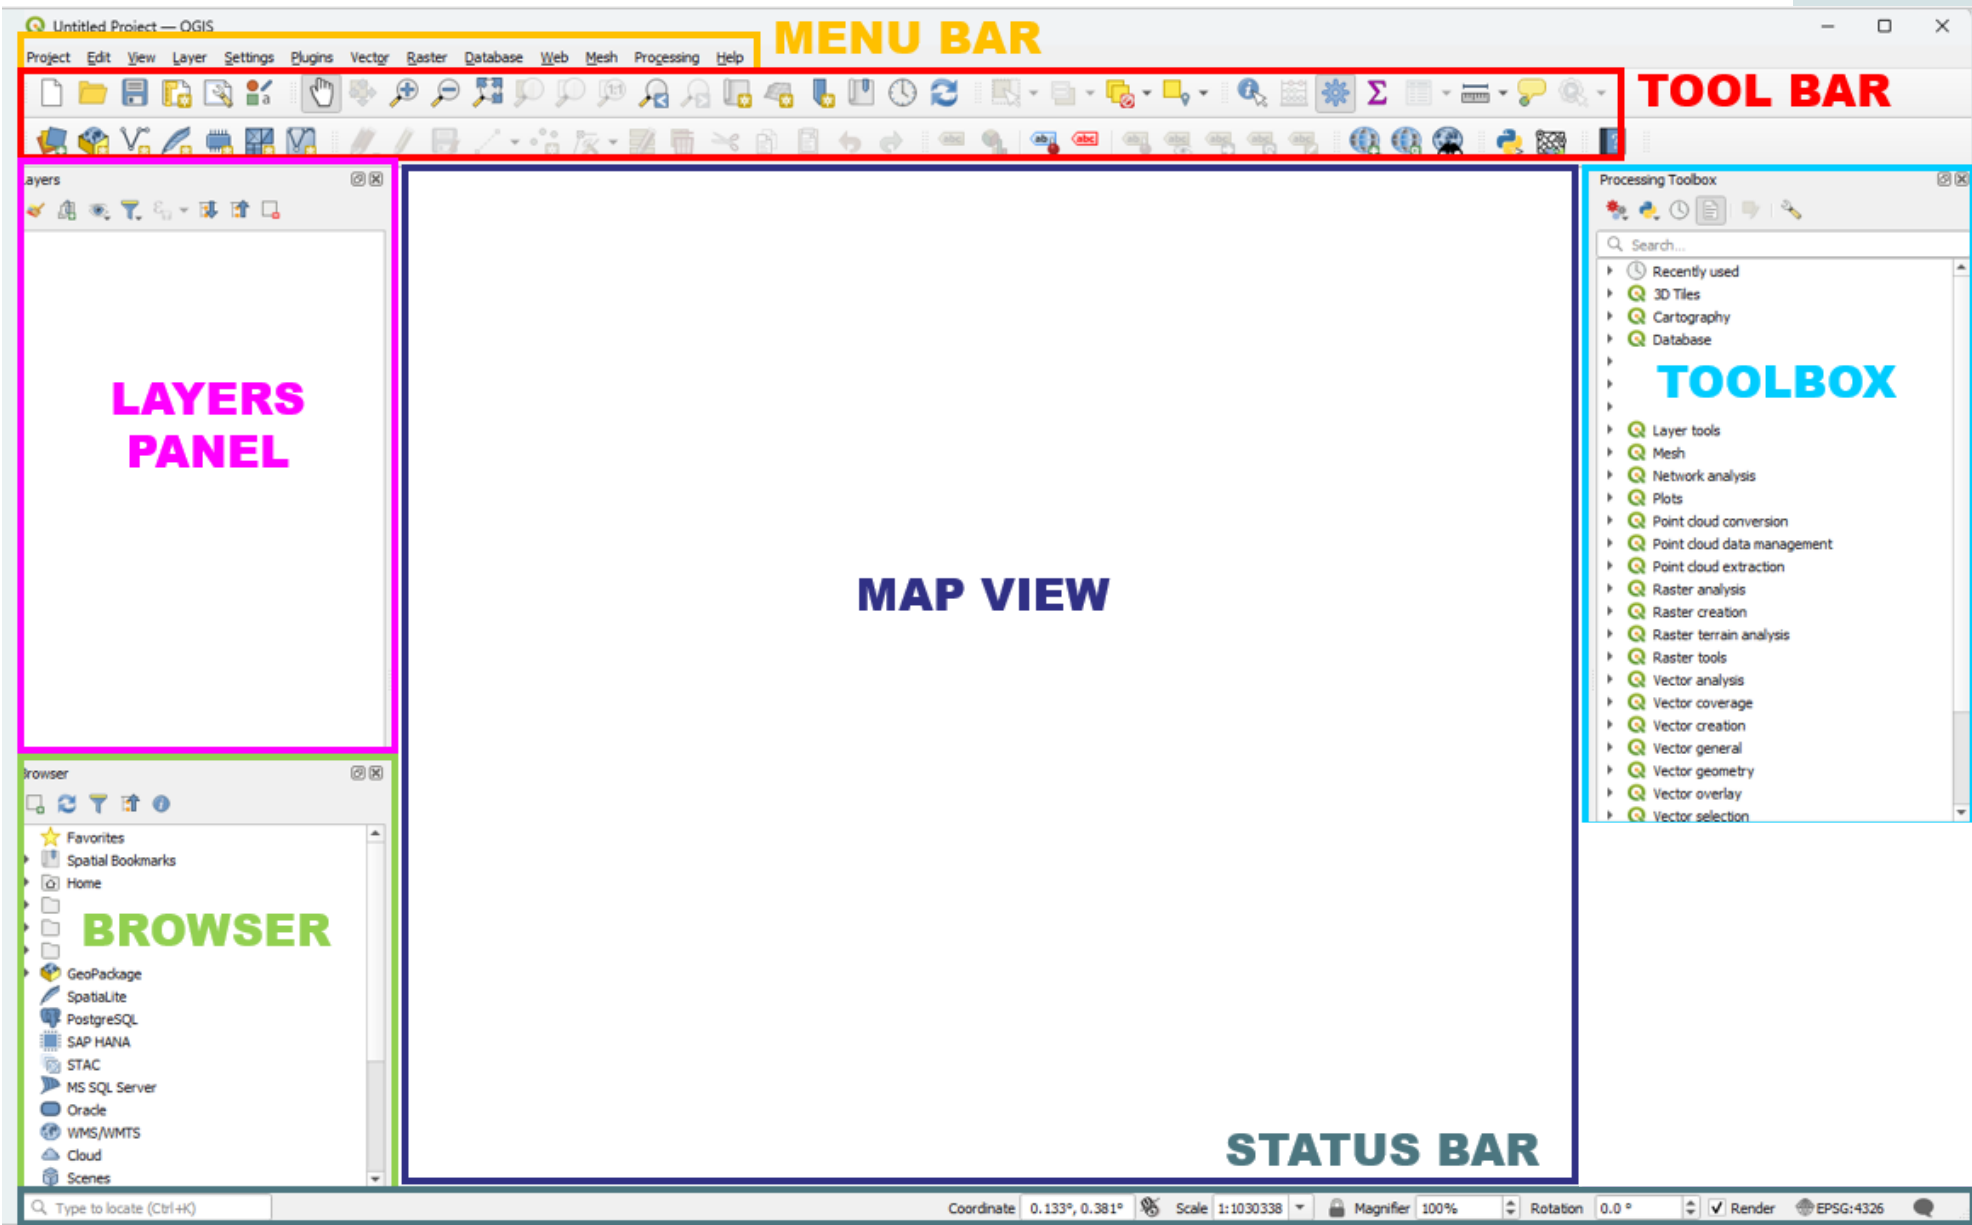 Untitled Project — QGIS
MENU BAR
Project Edit View Layer Settings Plugins Vector Raster Database Web Mesh Processing Help
TOOL BAR
ayers
LAYERS
PANEL
MAP VIEW
Processing Toolbox
Search...
Recently used
3D Tiles
Cartography
Database
TOOLBOX
Layer tools
Mesh
Network analysis
Plots
Point cloud conversion
Point cloud data management
Point cloud extraction
Raster analysis
Raster creation
Raster terrain analysis
Raster tools
Vector analysis
Vector coverage
Vector creation
Vector general
Vector geometry
Vector overlay
Vector selection
rowser
Favorites
Spatial Bookmarks
Home
BROWSER
GeoPackage
SpatiaLite
PostgreSQL
SAP HANA
STAC
MS SQL Server
Oracle
WMS/WMTS
Cloud
Scenes
STATUS BAR
Type to locate (Ctrl+K) Coordinate 0.133°, 0.381° Scale 1:1030338 Magnifier 100% Rotation 0.0 ° Render EPSG:4326